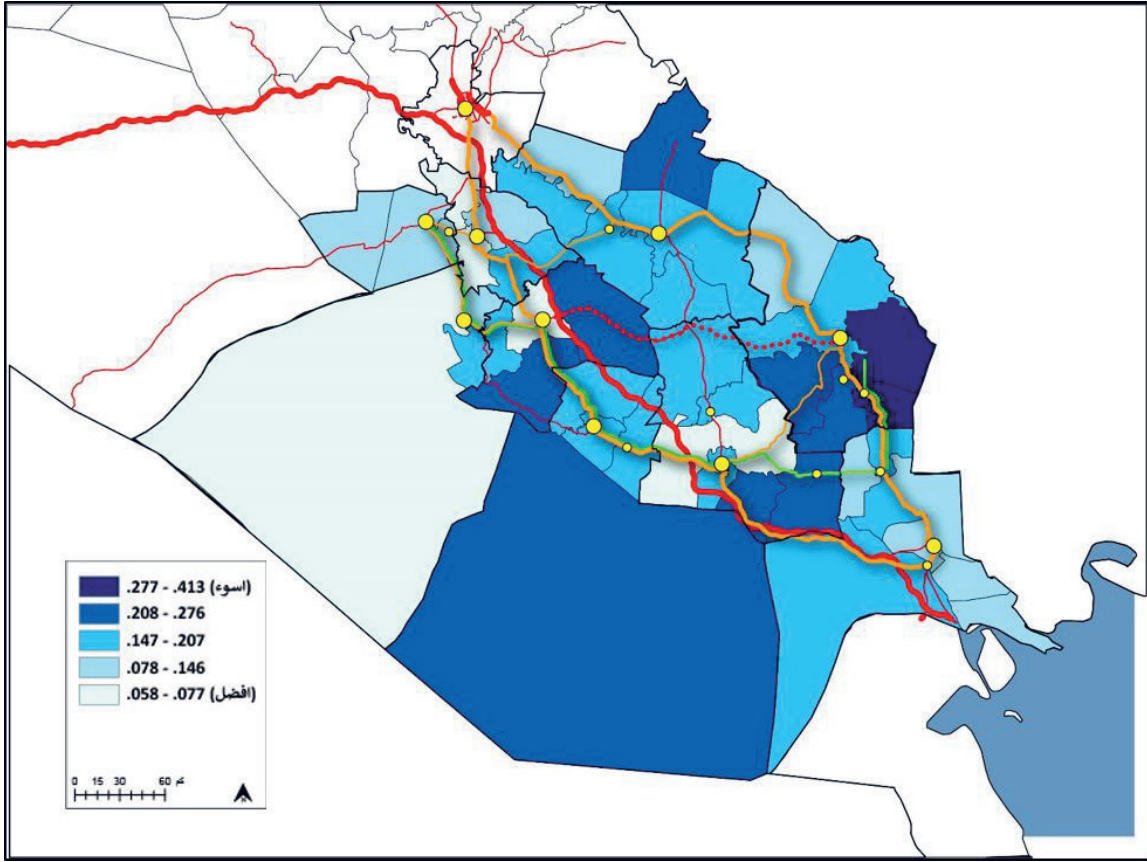 .277 - .413 (اسوء)
.208 - .276
.147 - .207
.078 - .146
.058 - .077 (افضل)
0 15 30 60 كم